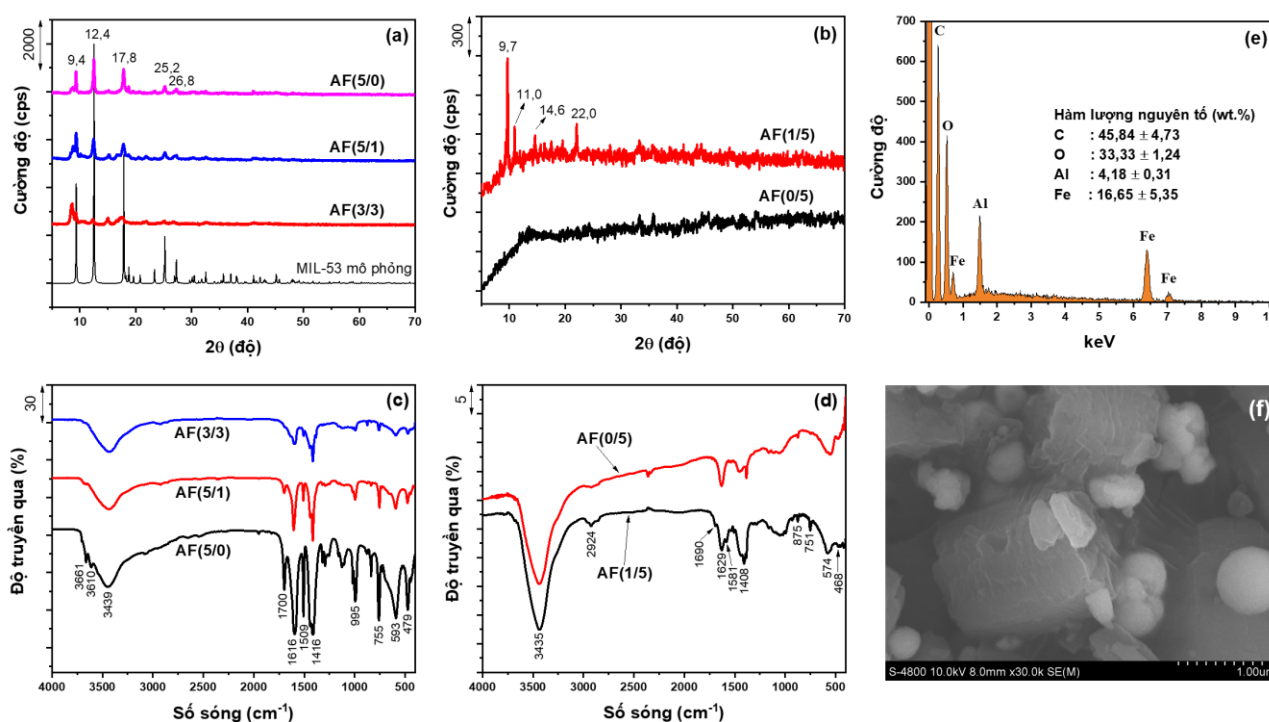 (a)
2000
Cường độ (cps)
9,4
12,4
17,8
25,2
26,8
AF(5/0)
AF(5/1)
AF(3/3)
MIL-53 mô phỏng
5 10 20 30 40 50 60 70
2θ (độ)
(b)
300
Cường độ (cps)
9,7
11,0
14,6
22,0
AF(1/5)
AF(0/5)
10 20 30 40 50 60 70
2θ (độ)
(e)
Cường độ
700
600
500
400
300
200
100
0
C
O
Fe
Al
Fe
Fe
Hàm lượng nguyên tố (wt.%)
C : 45,84 ± 4,73
O : 33,33 ± 1,24
Al : 4,18 ± 0,31
Fe : 16,65 ± 5,35
0 1 2 3 4 5 6 7 8 9 10
keV
(c)
30
Độ truyền qua (%)
AF(3/3)
AF(5/1)
AF(5/0)
3661
3610
3439
1700
1616
1509
1416
995
755
593
479
4000 3500 3000 2500 2000 1500 1000 500
Số sóng (cm⁻¹)
(d)
5
Độ truyền qua (%)
AF(0/5)
AF(1/5)
3435
2924
1690
1629
1581
1408
875
751
574
468
4000 3500 3000 2500 2000 1500 1000 500
Số sóng (cm⁻¹)
(f)
S-4800 10.0kV 8.0mm x30.0k SE(M)
1.00um